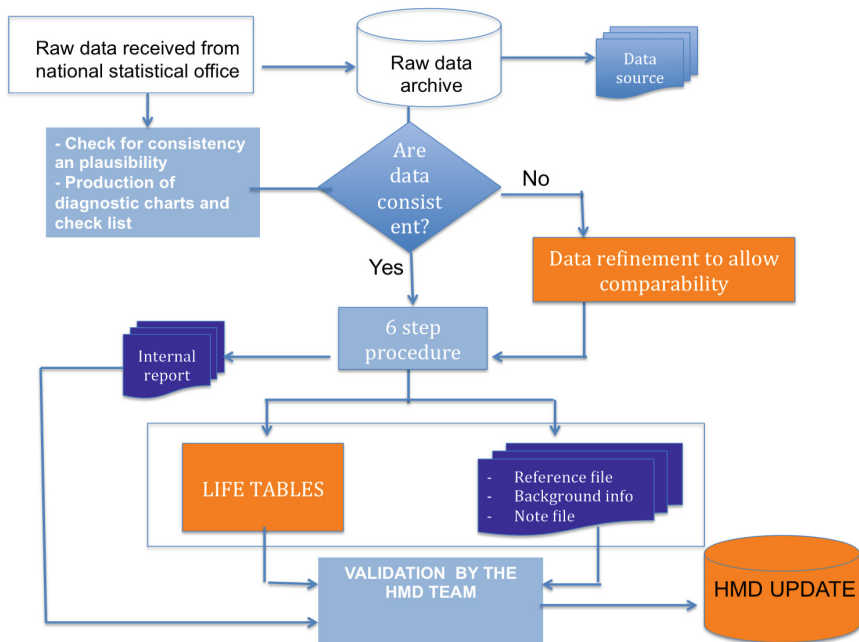 Raw data received from
national statistical office
Raw data
archive
Data
source
- Check for consistency
an plausibility
- Production of
diagnostic charts and
check list
Are
data
consist
ent?
No
Yes
Data refinement to allow
comparability
6 step
procedure
Internal
report
LIFE TABLES
- Reference file
- Background info
- Note file
VALIDATION BY THE
HMD TEAM
HMD UPDATE